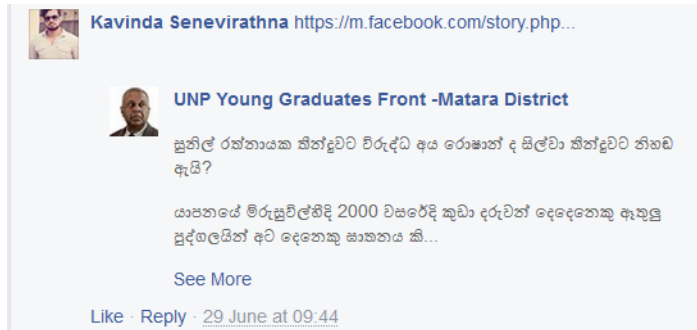 Kavinda Senevirathna https://m.facebook.com/story.php...
UNP Young Graduates Front -Matara District
සුනිල් රත්නායක තීන්දුවට විරුද්ධ අය රොෂාන් ද සිල්වා තීන්දුවට නිහඬ
ඇයි?
යාපනයේ මිරුසුවිල්හීදි 2000 වසරේදි කුඩා දරුවන් දෙදෙනෙකු ඇතුලු
පුද්ගලයින් අට දෙනෙකු ඝාතනය කි...
See More
Like · Reply · 29 June at 09:44